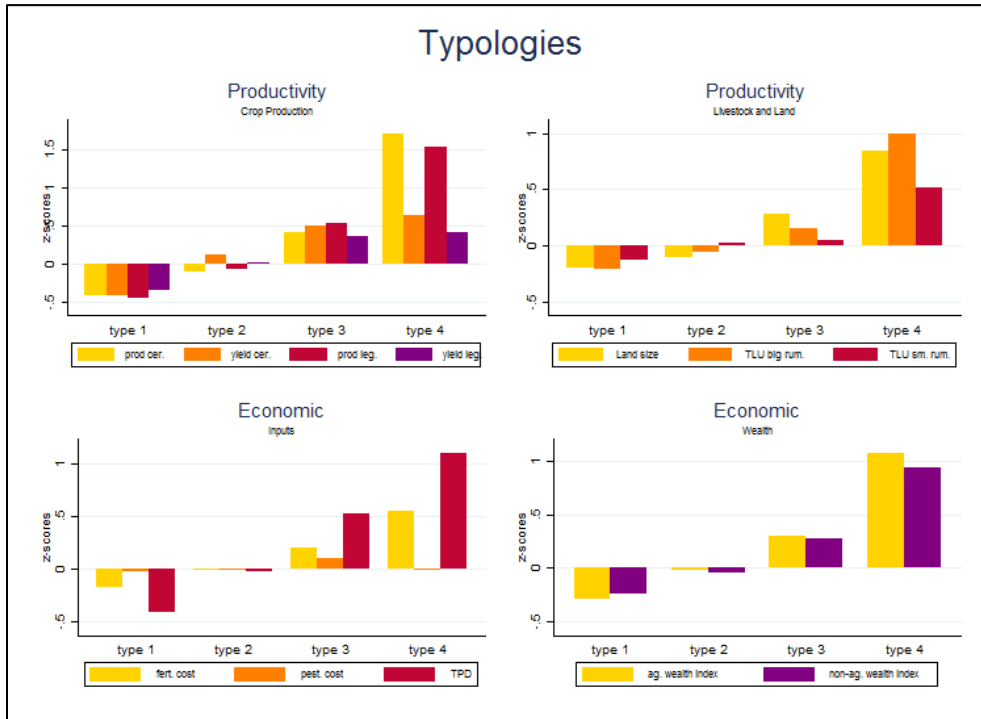 Typologies
Productivity
Crop Production
z-scores
1.5
1
.5
0
-.5
type 1 type 2 type 3 type 4
prod cer. yield cer. prod leg. yield leg.
Productivity
Livestock and Land
z-scores
1
.5
0
-.5
type 1 type 2 type 3 type 4
Land size TLU big rum. TLU sm. rum.
Economic
Inputs
z-scores
1
.5
0
-.5
type 1 type 2 type 3 type 4
fert. cost pest. cost TPD
Economic
Wealth
z-scores
1
.5
0
-.5
type 1 type 2 type 3 type 4
ag. wealth index non-ag. wealth index